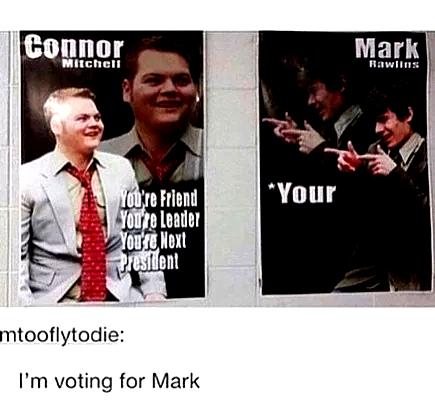 Connor
Mitchell
You're Friend
You're Leader
You're Next
President
Mark
Rawlins
*Your
mtooflytodie:
I'm voting for Mark